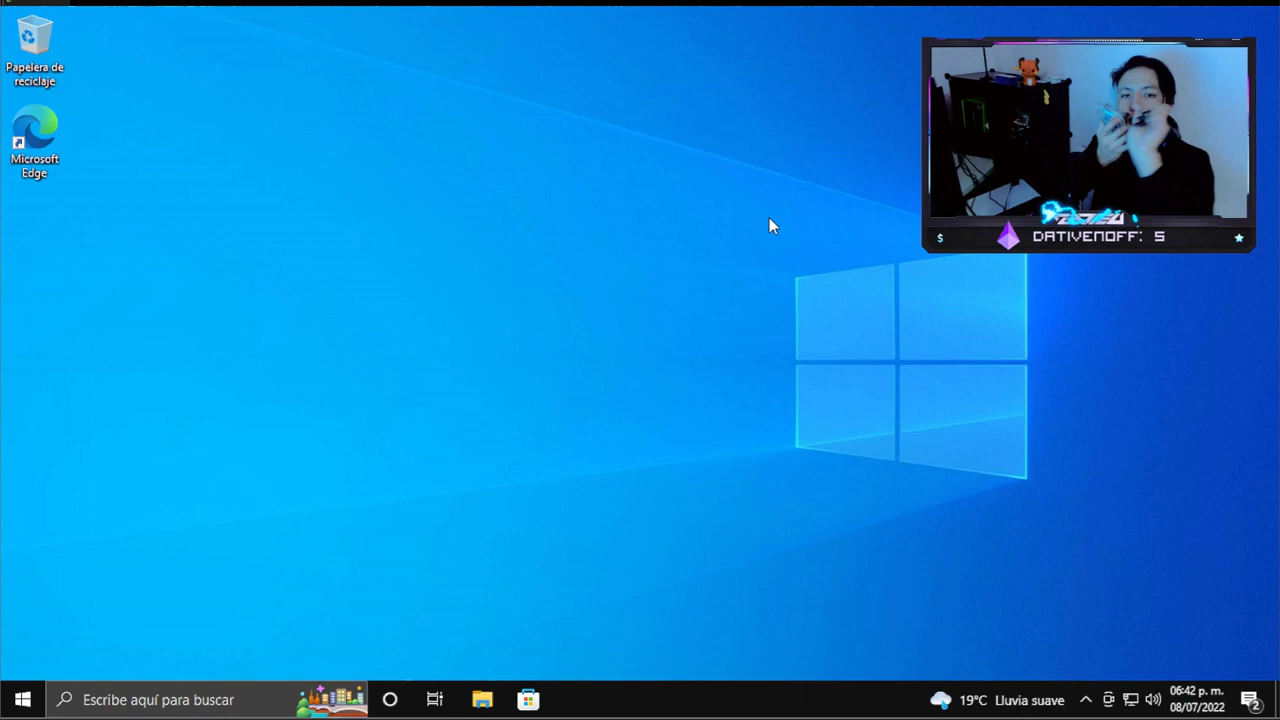 Papelera de
reciclaje
Microsoft
Edge
$
DATIVENOFF: 5
Escribe aquí para buscar
19°C Lluvia suave
06:42 p. m.
08/07/2022
2